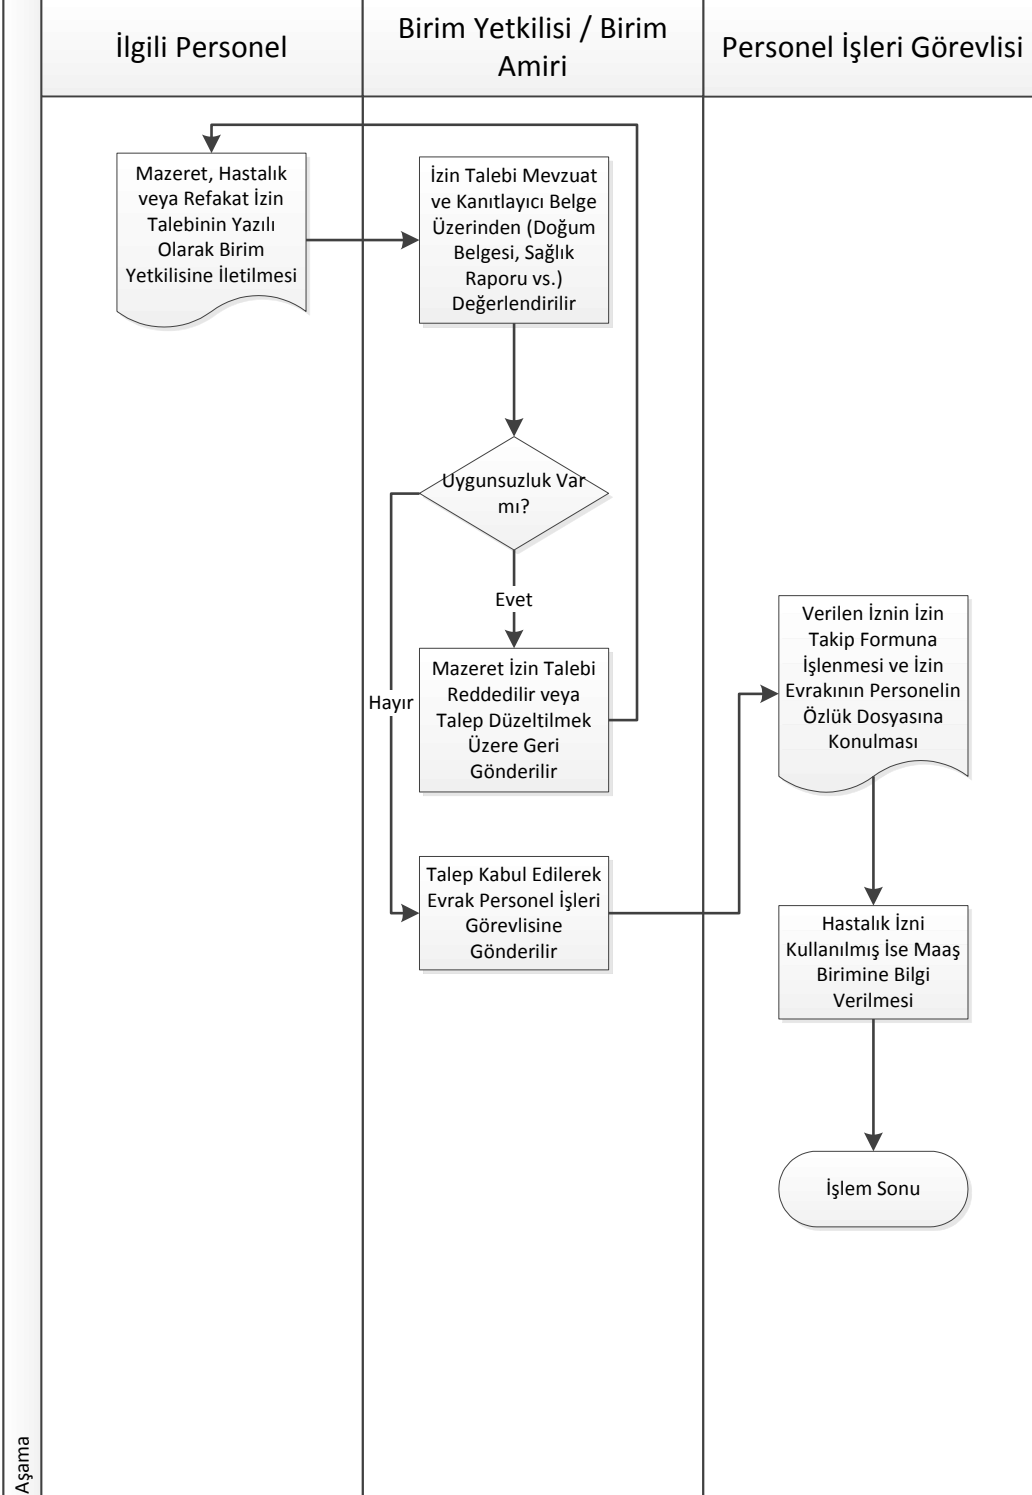 İlgili Personel
Birim Yetkilisi / Birim
Amiri
Personel İşleri Görevlisi
Mazeret, Hastalık
veya Refakat İzin
Talebinin Yazılı
Olarak Birim
Yetkilisine İletilmesi
İzin Talebi Mevzuat
ve Kanıtlayıcı Belge
Üzerinden (Doğum
Belgesi, Sağlık
Raporu vs.)
Değerlendirilir
Uygunsuzluk Var
mı?
Evet
Hayır
Mazeret İzin Talebi
Reddedilir veya
Talep Düzeltilmek
Üzere Geri
Gönderilir
Talep Kabul Edilerek
Evrak Personel İşleri
Görevlisine
Gönderilir
Verilen İznin İzin
Takip Formuna
İşlenmesi ve İzin
Evrakının Personelin
Özlük Dosyasına
Konulması
Hastalık İzni
Kullanılmış İse Maaş
Birimine Bilgi
Verilmesi
İşlem Sonu
Aşama